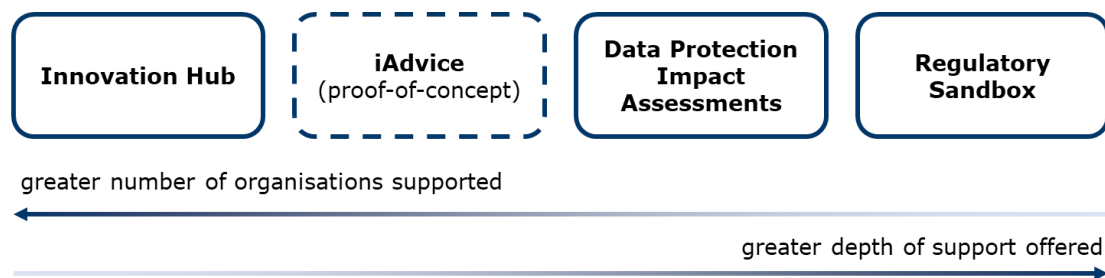 Innovation Hub
iAdvice
(proof-of-concept)
Data Protection
Impact
Assessments
Regulatory
Sandbox
greater number of organisations supported
greater depth of support offered